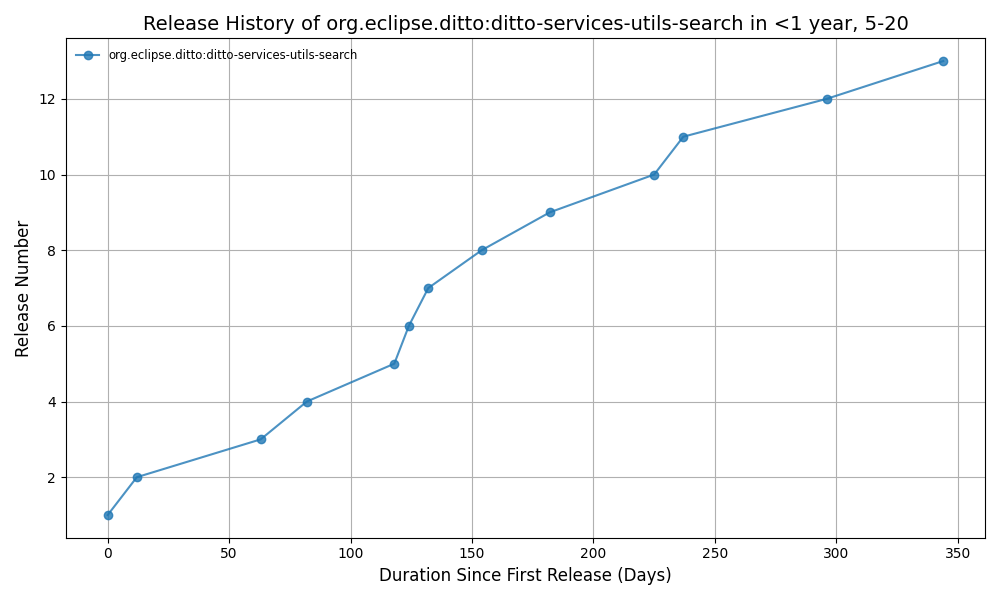 Release History of org.eclipse.ditto:ditto-services-utils-search in <1 year, 5-20
org.eclipse.ditto:ditto-services-utils-search
Release Number
12
10
8
6
4
2
0 50 100 150 200 250 300 350
Duration Since First Release (Days)